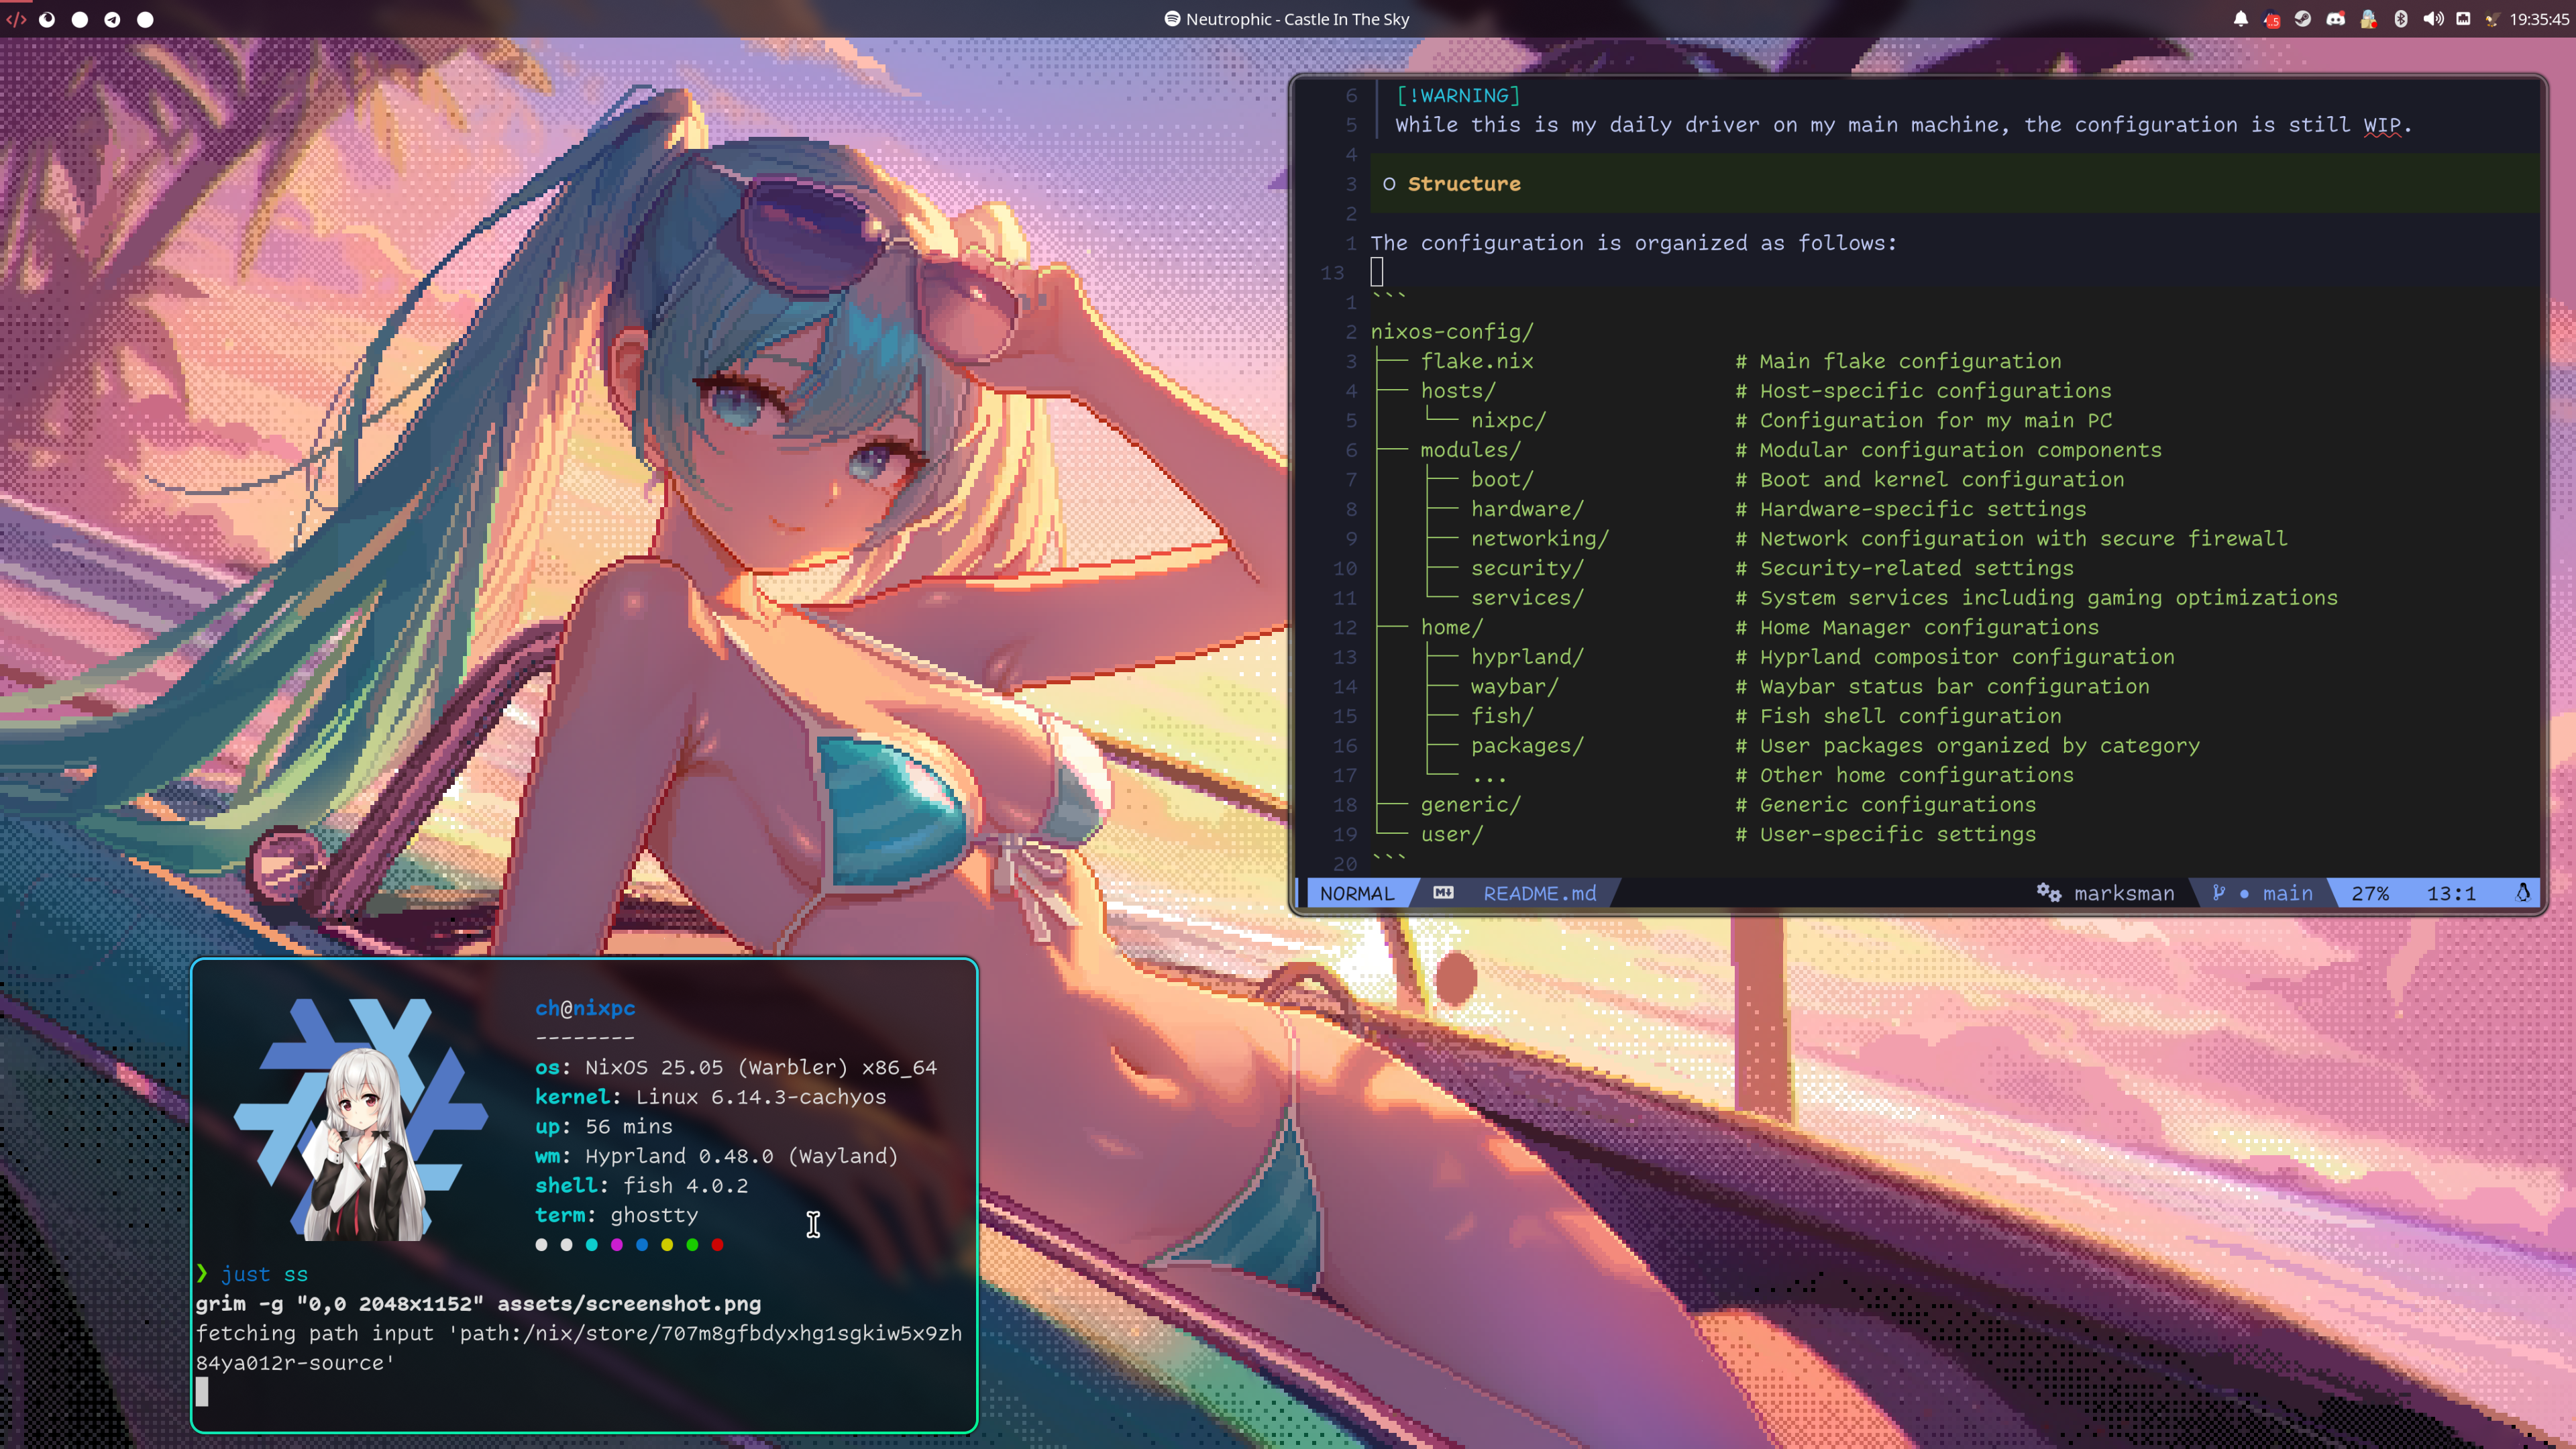 Neutrophic - Castle In The Sky
19:35:45
6 [!WARNING]
5 While this is my daily driver on my main machine, the configuration is still WIP.
4
3 Structure
2
1 The configuration is organized as follows:
13
1 ```
2 nixos-config/
3 ├── flake.nix # Main flake configuration
4 ├── hosts/ # Host-specific configurations
5 │   └── nixpc/ # Configuration for my main PC
6 ├── modules/ # Modular configuration components
7 │   ├── boot/ # Boot and kernel configuration
8 │   ├── hardware/ # Hardware-specific settings
9 │   ├── networking/ # Network configuration with secure firewall
10 │   ├── security/ # Security-related settings
11 │   └── services/ # System services including gaming optimizations
12 ├── home/ # Home Manager configurations
13 │   ├── hyprland/ # Hyprland compositor configuration
14 │   ├── waybar/ # Waybar status bar configuration
15 │   ├── fish/ # Fish shell configuration
16 │   ├── packages/ # User packages organized by category
17 │   └── ... # Other home configurations
18 ├── generic/ # Generic configurations
19 └── user/ # User-specific settings
20 ```
NORMAL README.md marksman main 27% 13:1
ch@nixpc
--------
os: NixOS 25.05 (Warbler) x86_64
kernel: Linux 6.14.3-cachyos
up: 56 mins
wm: Hyprland 0.48.0 (Wayland)
shell: fish 4.0.2
term: ghostty
❯ just ss
grim -g "0,0 2048x1152" assets/screenshot.png
fetching path input 'path:/nix/store/707m8gfbdyxhg1sgkiw5x9zh
84ya012r-source'